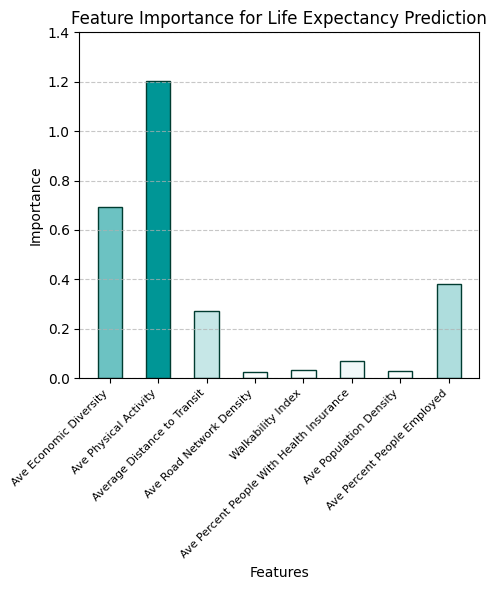 Feature Importance for Life Expectancy Prediction
1.4
1.2
1.0
0.8
0.6
0.4
0.2
0.0
Importance
Ave Economic Diversity
Ave Physical Activity
Average Distance to Transit
Ave Road Network Density
Walkability Index
Ave Percent People With Health Insurance
Ave Population Density
Ave Percent People Employed
Features